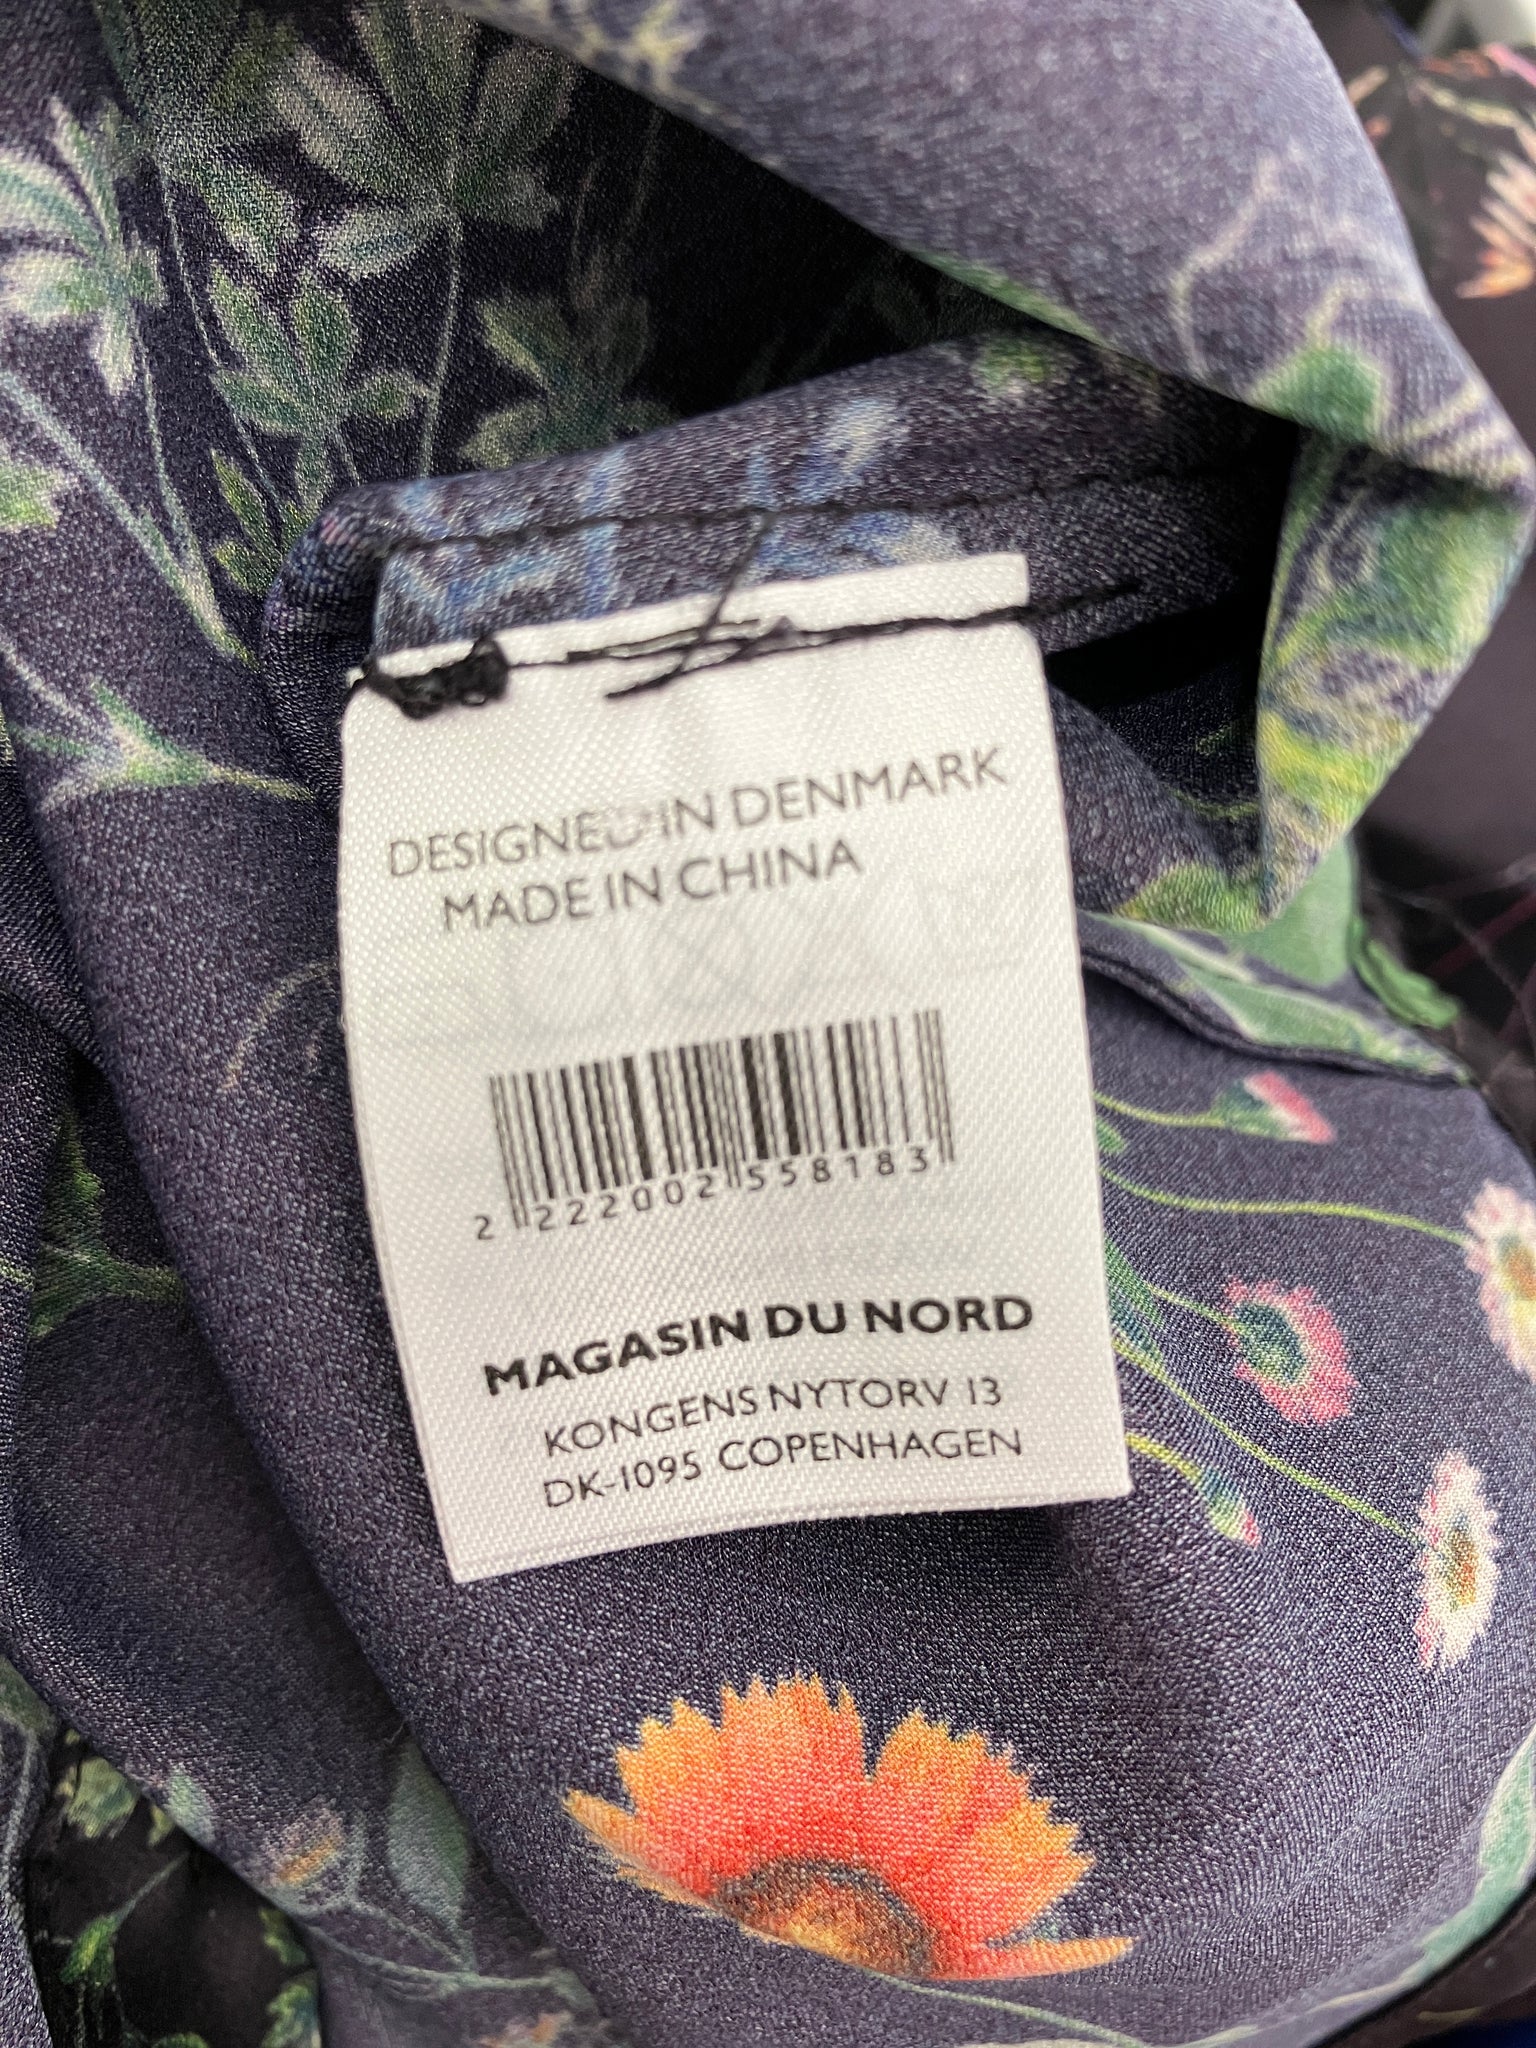 DESIGNED IN DENMARK
MADE IN CHINA
2 222002 558183
MAGASIN DU NORD
KONGENS NYTORV 13
DK-1095 COPENHAGEN